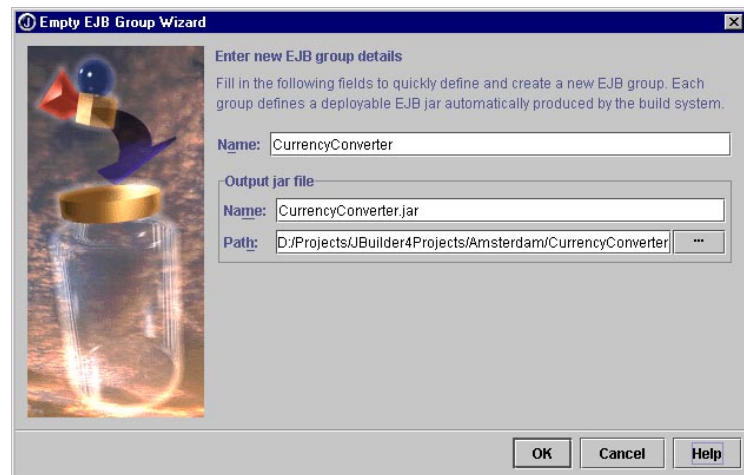 Empty EJB Group Wizard
Enter new EJB group details
Fill in the following fields to quickly define and create a new EJB group. Each
group defines a deployable EJB jar automatically produced by the build system.
Name: CurrencyConverter
Output jar file
Name: CurrencyConverter.jar
Path: D:/Projects/JBuilder4Projects/Amsterdam/CurrencyConverter ...
OK Cancel Help